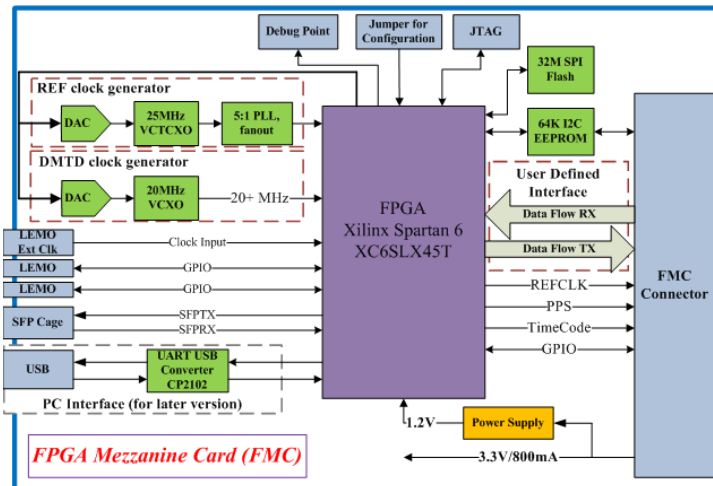 Debug Point
Jumper for
Configuration
JTAG
REF clock generator
DAC
25MHz
VCTCXO
5:1 PLL,
fanout
32M SPI
Flash
64K I2C
EEPROM
DMTD clock generator
DAC
20MHz
VCXO
20+ MHz
FPGA
Xilinx Spartan 6
XC6SLX45T
User Defined
Interface
Data Flow RX
Data Flow TX
LEMO
Ext Clk
Clock Input
LEMO
GPIO
LEMO
GPIO
SFP Cage
SFPTX
SFPRX
REFCLK
PPS
TimeCode
GPIO
FMC
Connector
USB
UART USB
Converter
CP2102
PC Interface (for later version)
1.2V
Power Supply
3.3V/800mA
FPGA Mezzanine Card (FMC)